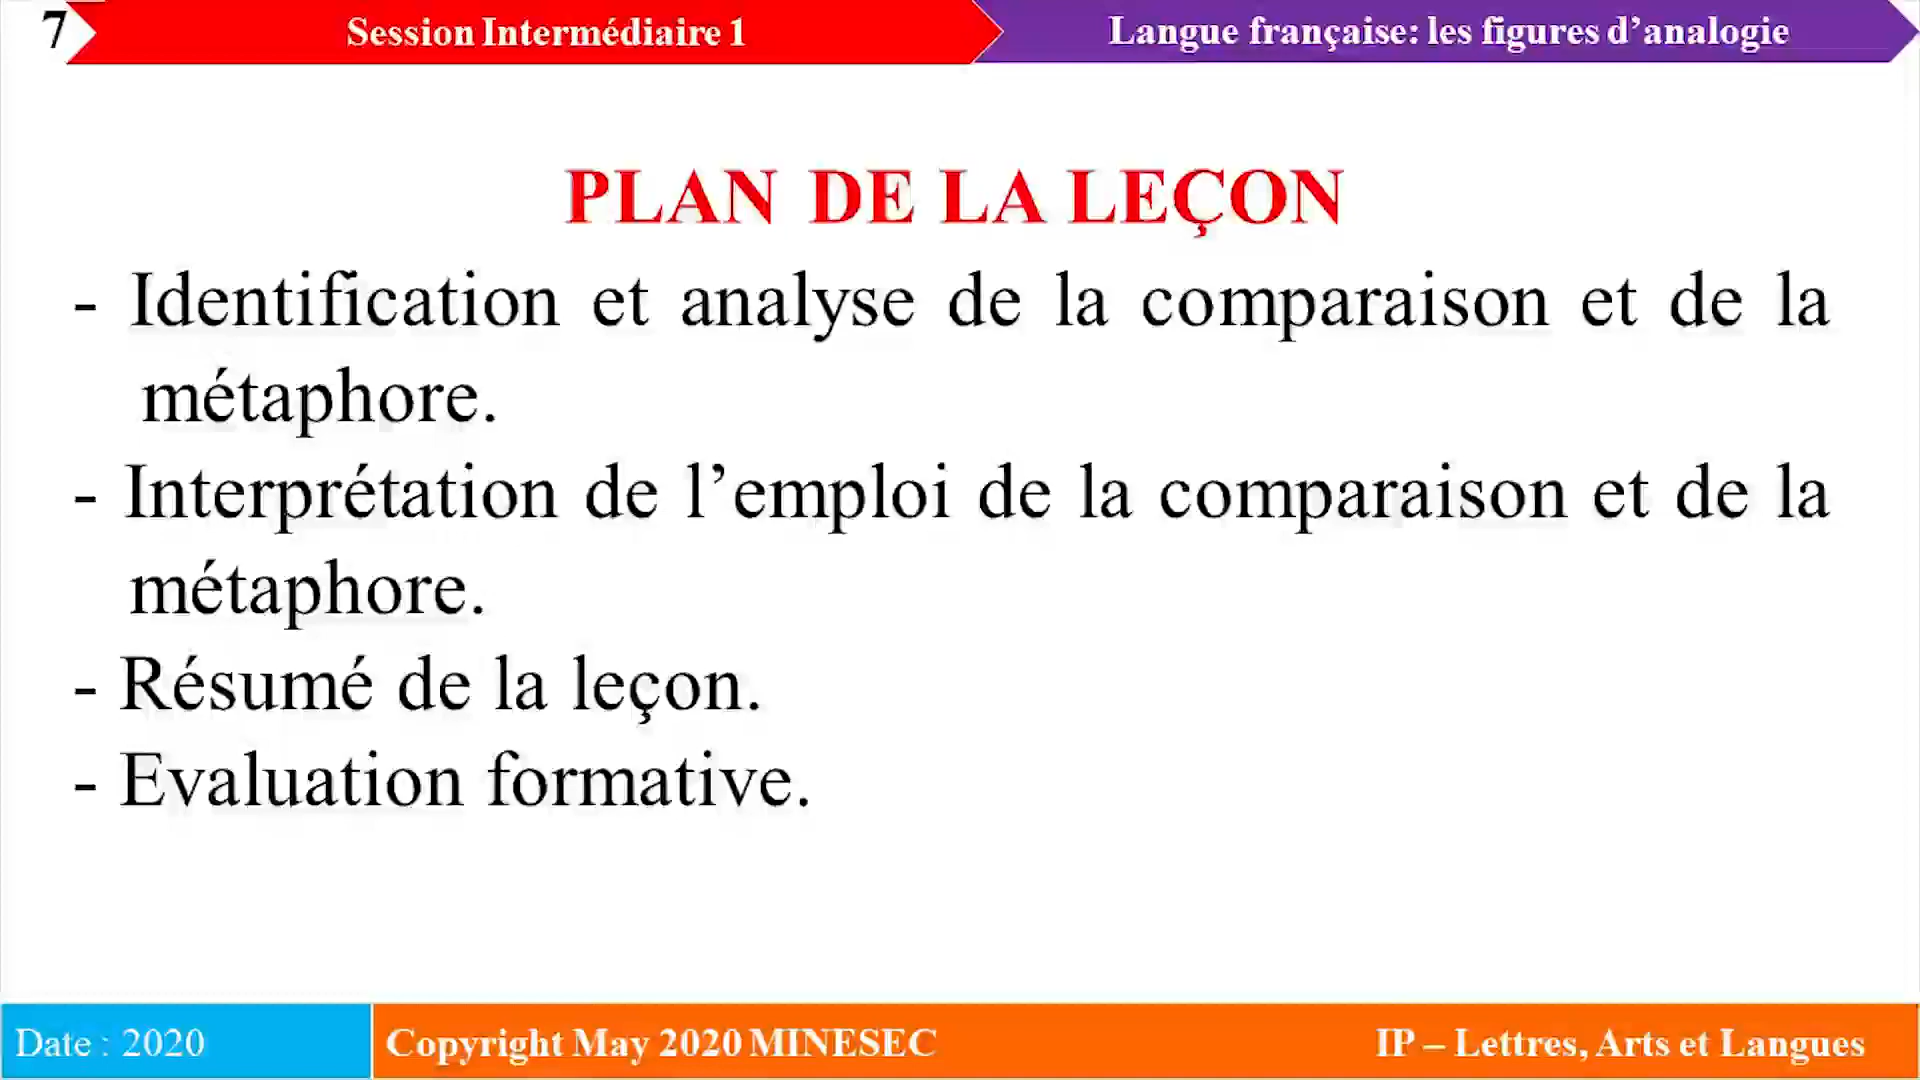 7
Session Intermédiaire 1
Langue française: les figures d’analogie
PLAN DE LA LEÇON
- Identification et analyse de la comparaison et de la
métaphore.
- Interprétation de l’emploi de la comparaison et de la
métaphore.
- Résumé de la leçon.
- Evaluation formative.
Date : 2020
Copyright May 2020 MINESEC
IP – Lettres, Arts et Langues